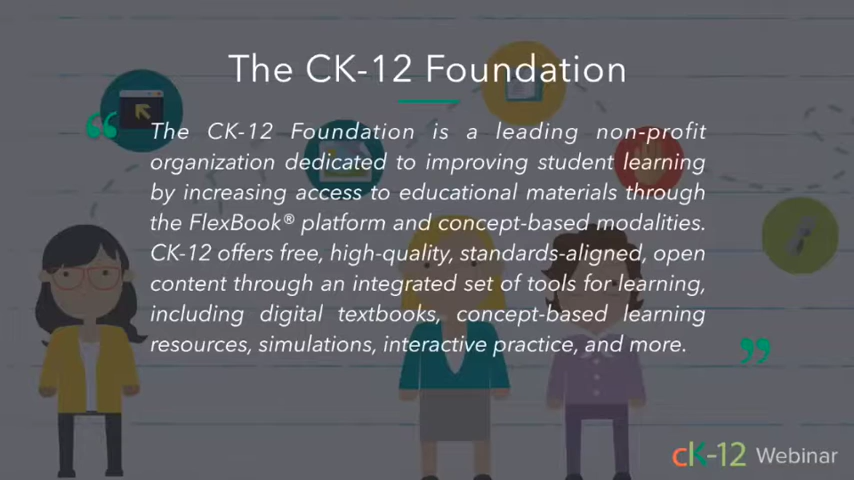 The CK-12 Foundation
“
The CK-12 Foundation is a leading non-profit
organization dedicated to improving student learning
by increasing access to educational materials through
the FlexBook® platform and concept-based modalities.
CK-12 offers free, high-quality, standards-aligned, open
content through an integrated set of tools for learning,
including digital textbooks, concept-based learning
resources, simulations, interactive practice, and more.
”
cK-12 Webinar